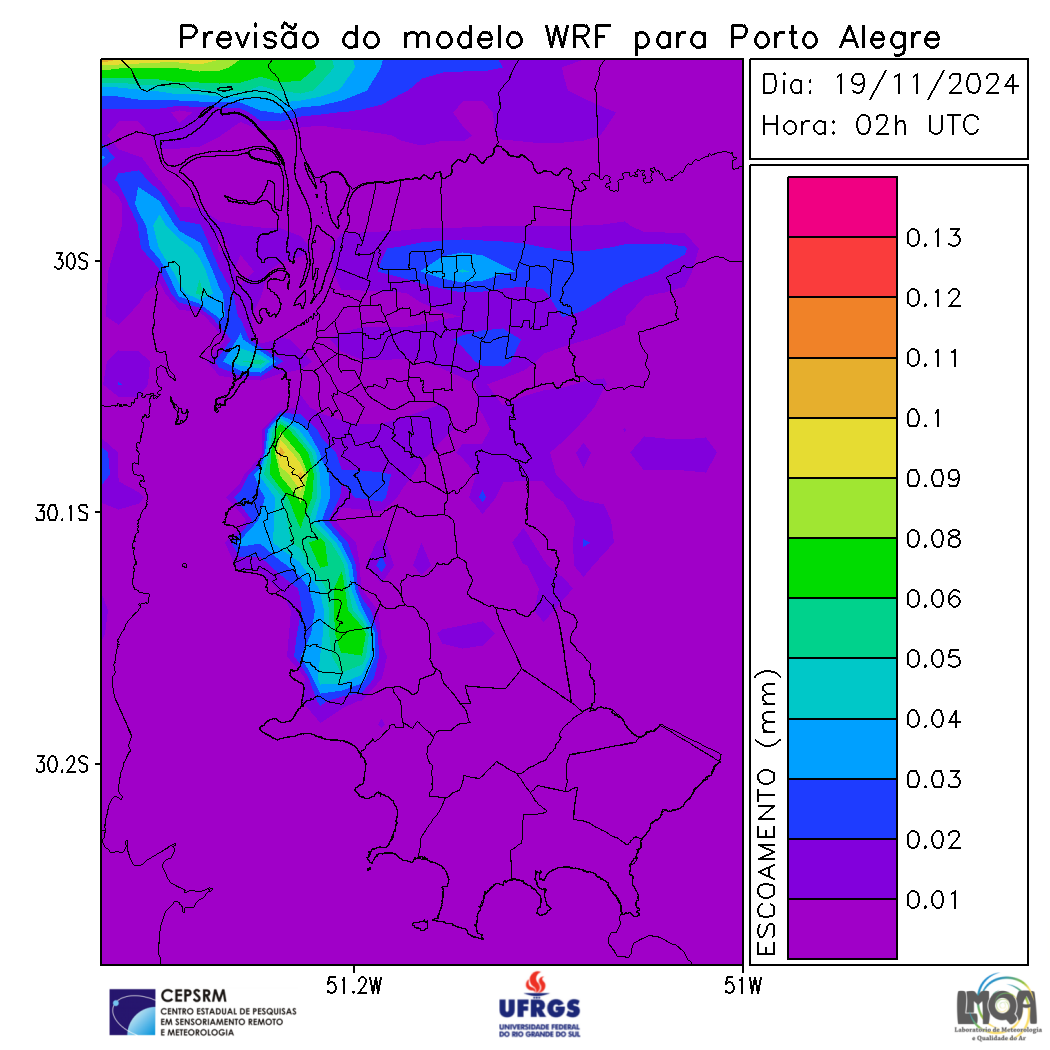 Previsão do modelo WRF para Porto Alegre
Dia: 19/11/2024
Hora: 02h UTC
30S
30.1S
30.2S
51.2W
51W
ESCOAMENTO (mm)
0.13
0.12
0.11
0.1
0.09
0.08
0.06
0.05
0.04
0.03
0.02
0.01
CEPSRM
CENTRO ESTADUAL DE PESQUISAS
EM SENSORIAMENTO REMOTO
E METEOROLOGIA
UFRGS
UNIVERSIDADE FEDERAL
DO RIO GRANDE DO SUL
LMQA
Laboratório de Meteorologia
e Qualidade do Ar